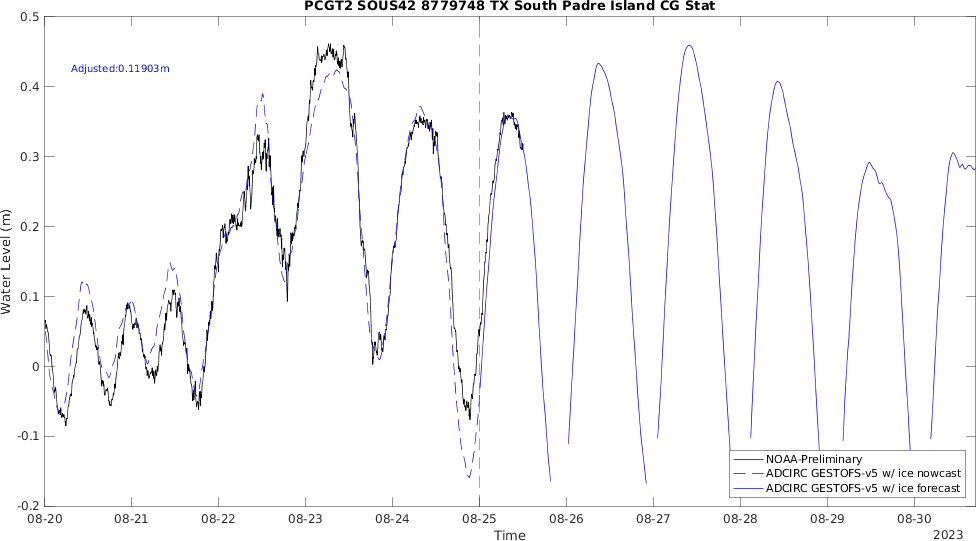 PCGT2 SOUS42 8779748 TX South Padre Island CG Stat
Adjusted:0.11903m
Water Level (m)
0.5
0.4
0.3
0.2
0.1
0
-0.1
-0.2
NOAA-Preliminary
ADCIRC GESTOFS-v5 w/ ice nowcast
ADCIRC GESTOFS-v5 w/ ice forecast
08-20 08-21 08-22 08-23 08-24 08-25 08-26 08-27 08-28 08-29 08-30
Time
2023